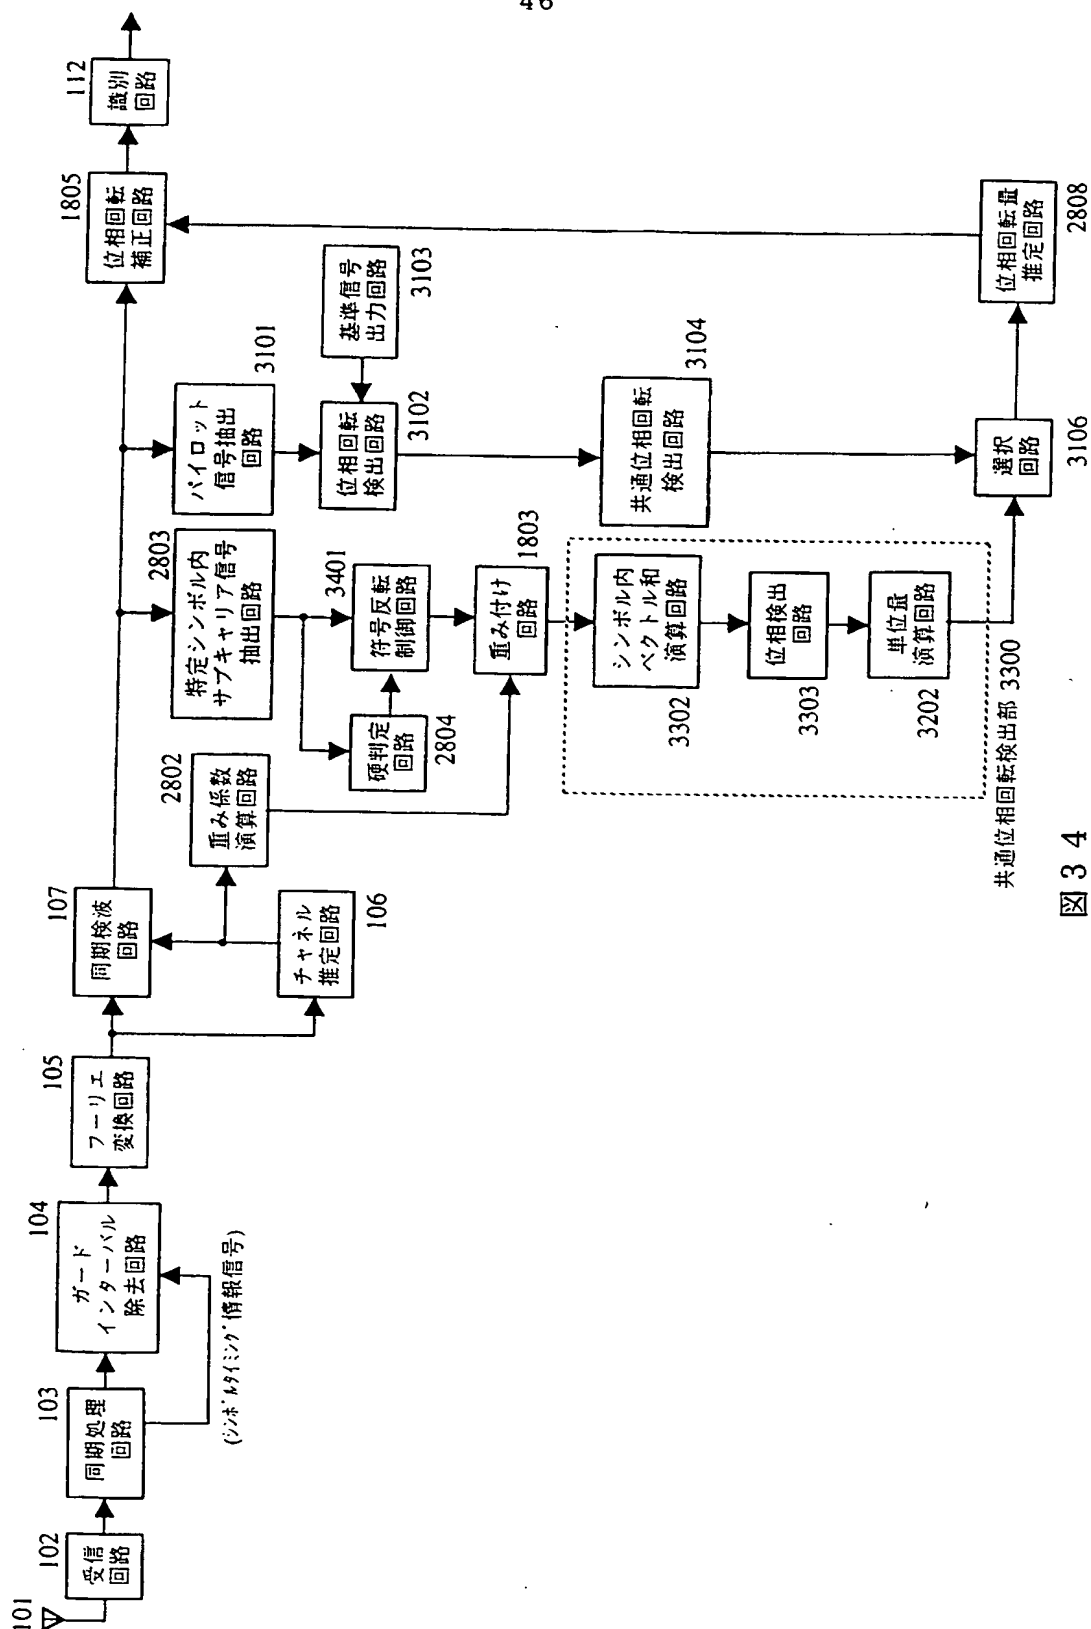 46
101
102
受信
回路
103
同期処理
回路
(シンボルタイミング情報信号)
104
ガード
インターバル
除去回路
105
フーリエ
変換回路
107
同期検波
回路
チャネル
推定回路
106
2802
重み係数
演算回路
2803
特定シンボル内
サブキャリア信号
抽出回路
3401
符号反転
制御回路
硬判定
回路
2804
重み付け
回路
1803
パイロット
信号抽出
回路
3101
位相回転
検出回路
3102
基準信号
出力回路
3103
共通位相回転
検出回路
3104
シンボル内
ベクトル和
演算回路
3302
位相検出
回路
3303
単位量
演算回路
3202
共通位相回転検出部 3300
選択
回路
3106
位相回転量
推定回路
2808
1805
位相回転
補正回路
112
識別
回路
図34